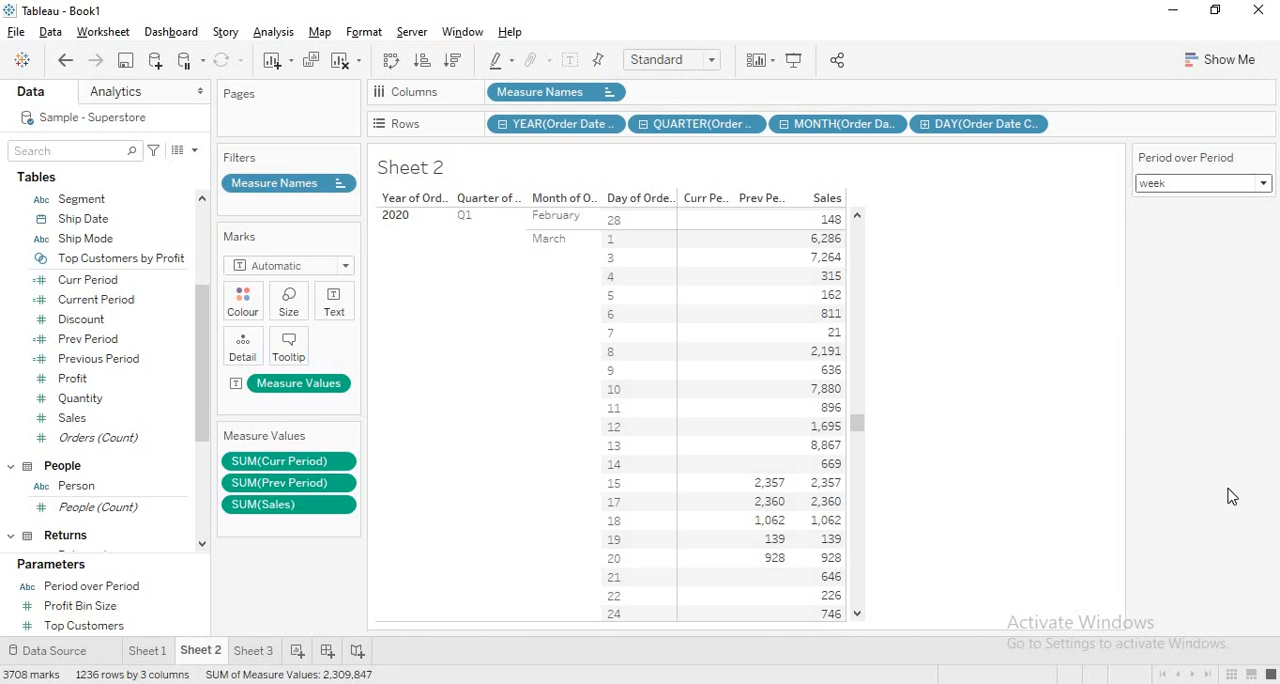 Tableau - Book1
File Data Worksheet Dashboard Story Analysis Map Format Server Window Help
Standard
Show Me
Data Analytics
Sample - Superstore
Search
Tables
Abc Segment
Ship Date
Abc Ship Mode
Top Customers by Profit
Curr Period
Current Period
Discount
Prev Period
Previous Period
Profit
Quantity
Sales
Orders (Count)
People
Abc Person
People (Count)
Returns
Parameters
Abc Period over Period
Profit Bin Size
Top Customers
Pages
Filters
Measure Names
Marks
Automatic
Colour Size Text
Detail Tooltip
Measure Values
Measure Values
SUM(Curr Period)
SUM(Prev Period)
SUM(Sales)
Columns Measure Names
Rows YEAR(Order Date .. QUARTER(Order .. MONTH(Order Da.. DAY(Order Date C..
Sheet 2
Year of Ord.. Quarter of .. Month of O.. Day of Orde.. Curr Pe.. Prev Pe.. Sales
2020 Q1 February 28 148
March 1 6,286
3 7,264
4 315
5 162
6 811
7 21
8 2,191
9 636
10 7,880
11 896
12 1,695
13 8,867
14 669
15 2,357 2,357
17 2,360 2,360
18 1,062 1,062
19 139 139
20 928 928
21 646
22 226
24 746
Period over Period
week
Activate Windows
Go to Settings to activate Windows.
Data Source Sheet 1 Sheet 2 Sheet 3
3708 marks 1236 rows by 3 columns SUM of Measure Values: 2,309,847